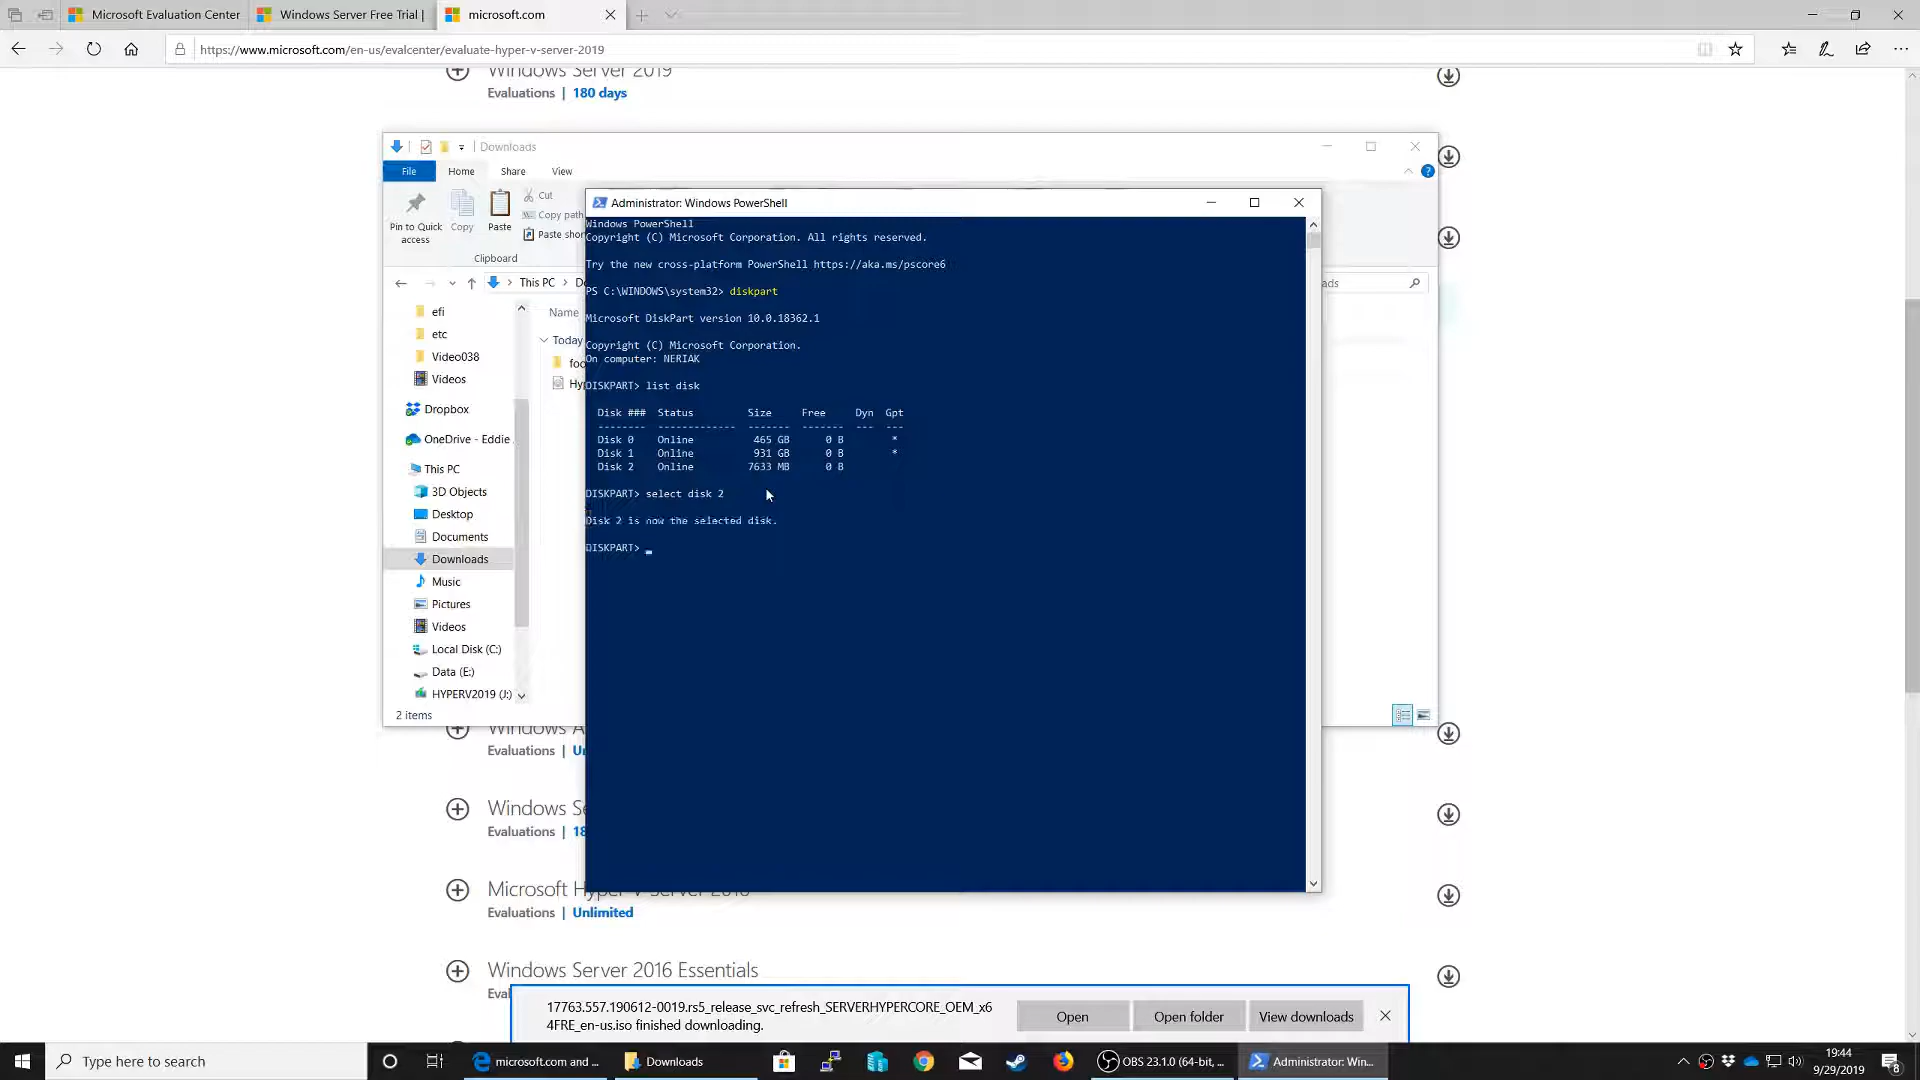 Microsoft Evaluation Center
Windows Server Free Trial |
microsoft.com
https://www.microsoft.com/en-us/evalcenter/evaluate-hyper-v-server-2019
Windows Server 2019
Evaluations | 180 days
Downloads
File Home Share View
Pin to Quick access
Copy
Paste
Cut
Copy path
Clipboard
This PC
Name
Today
efi
etc
Video038
Videos
Dropbox
OneDrive - Eddie
This PC
3D Objects
Desktop
Documents
Downloads
Music
Pictures
Videos
Local Disk (C:)
Data (E:)
HYPERV2019 (J:)
2 items
Administrator: Windows PowerShell
Windows PowerShell
Copyright (C) Microsoft Corporation. All rights reserved.
Try the new cross-platform PowerShell https://aka.ms/pscore6
PS C:\WINDOWS\system32> diskpart
Microsoft DiskPart version 10.0.18362.1
Copyright (C) Microsoft Corporation.
On computer: NERIAK
DISKPART> list disk
Disk ### Status Size Free Dyn Gpt
-------- ------------- ------- ------- --- ---
Disk 0 Online 465 GB 0 B *
Disk 1 Online 931 GB 0 B *
Disk 2 Online 7633 MB 0 B
DISKPART> select disk 2
Disk 2 is now the selected disk.
DISKPART> _
Evaluations |
Windows Se
Evaluations | 18
Microsoft Hyper-V Server 2016
Evaluations | Unlimited
Windows Server 2016 Essentials
17763.557.190612-0019.rs5_release_svc_refresh_SERVERHYPERCORE_OEM_x6
4FRE_en-us.iso finished downloading.
Open
Open folder
View downloads
Type here to search
microsoft.com and ...
Downloads
OBS 23.1.0 (64-bit, ...
Administrator: Win...
19:44
9/29/2019
8